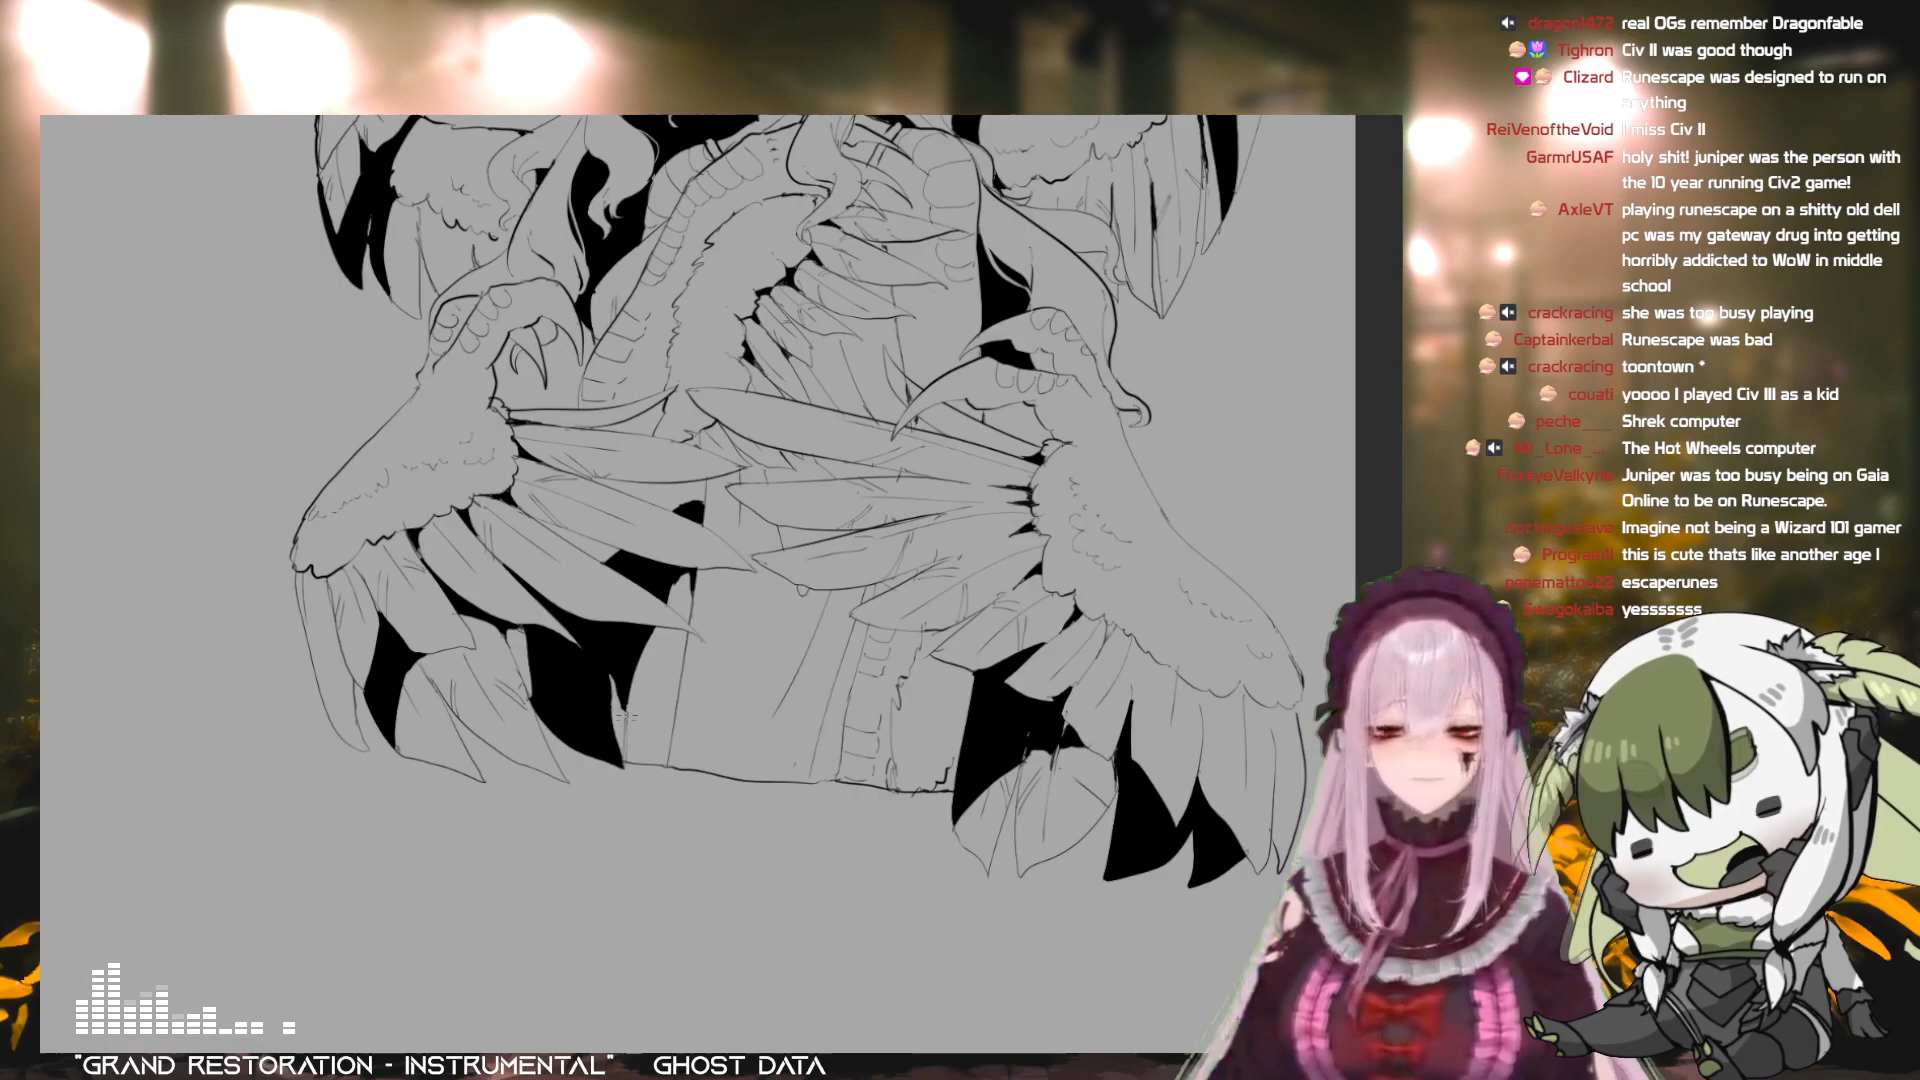 dragon1472 real OGs remember Dragonfable
Tighron Civ II was good though
Clizard Runescape was designed to run on
anything
ReiVenoftheVoid I miss Civ II
GarmrUSAF holy shit! juniper was the person with
the 10 year running Civ2 game!
AxleVT playing runescape on a shitty old dell
pc was my gateway drug into getting
horribly addicted to WoW in middle
school
crackracing she was too busy playing
Captainkerbal Runescape was bad
crackracing toontown *
couati yoooo I played Civ III as a kid
peche___ Shrek computer
Mr_Lone_... The Hot Wheels computer
FoxeyeValkyrie Juniper was too busy being on Gaia
Online to be on Runescape.
Imagine not being a Wizard 101 gamer
this is cute thats like another age I
escaperunes
Swagokaiba yesssssss
"GRAND RESTORATION - INSTRUMENTAL" GHOST DATA